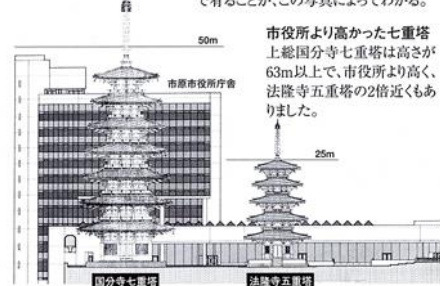 で有ることが、この写真によってわかる。
市役所より高かった七重塔
上総国分寺七重塔は高さが
63m以上で、市役所より高く、
法隆寺五重塔の2倍近くもあ
りました。
50m
市原市役所庁舎
25m
国分寺七重塔
法隆寺五重塔